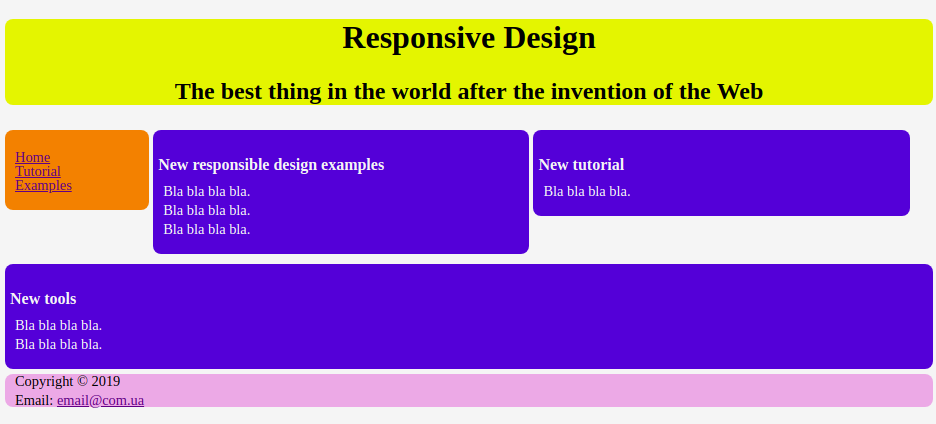 Responsive Design
The best thing in the world after the invention of the Web
Home
Tutorial
Examples
New responsible design examples
Bla bla bla bla.
Bla bla bla bla.
Bla bla bla bla.
New tutorial
Bla bla bla bla.
New tools
Bla bla bla bla.
Bla bla bla bla.
Copyright © 2019
Email: email@com.ua